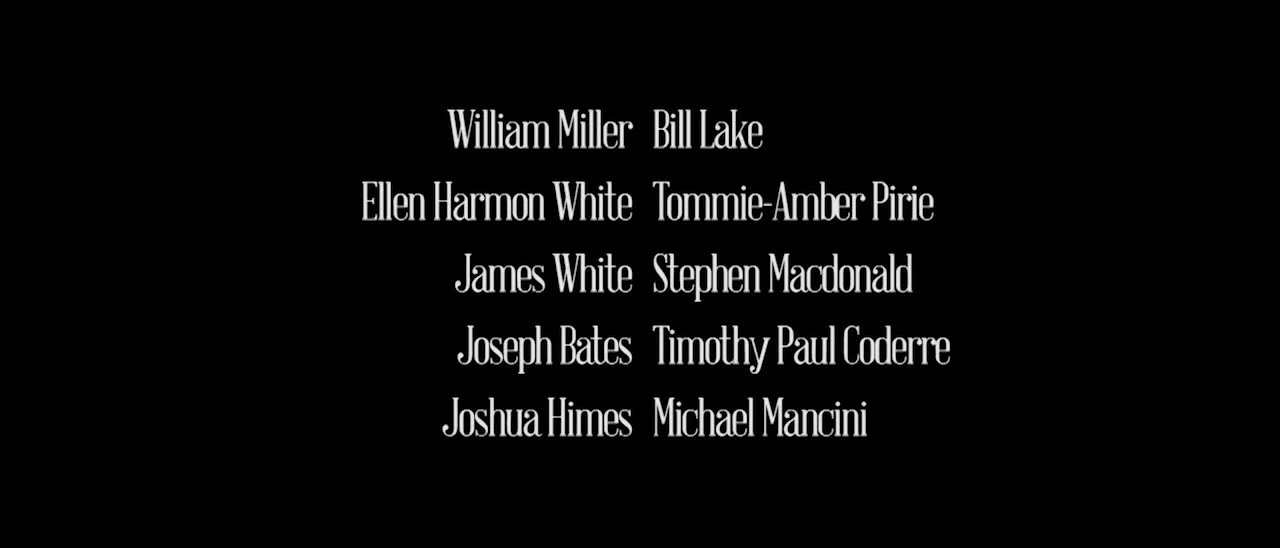 William Miller Bill Lake
Ellen Harmon White Tommie-Amber Pirie
James White Stephen Macdonald
Joseph Bates Timothy Paul Coderre
Joshua Himes Michael Mancini